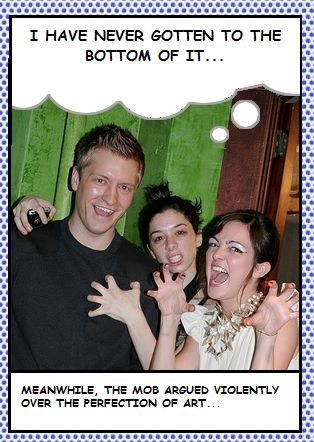 I HAVE NEVER GOTTEN TO THE
BOTTOM OF IT...
MEANWHILE, THE MOB ARGUED VIOLENTLY
OVER THE PERFECTION OF ART...